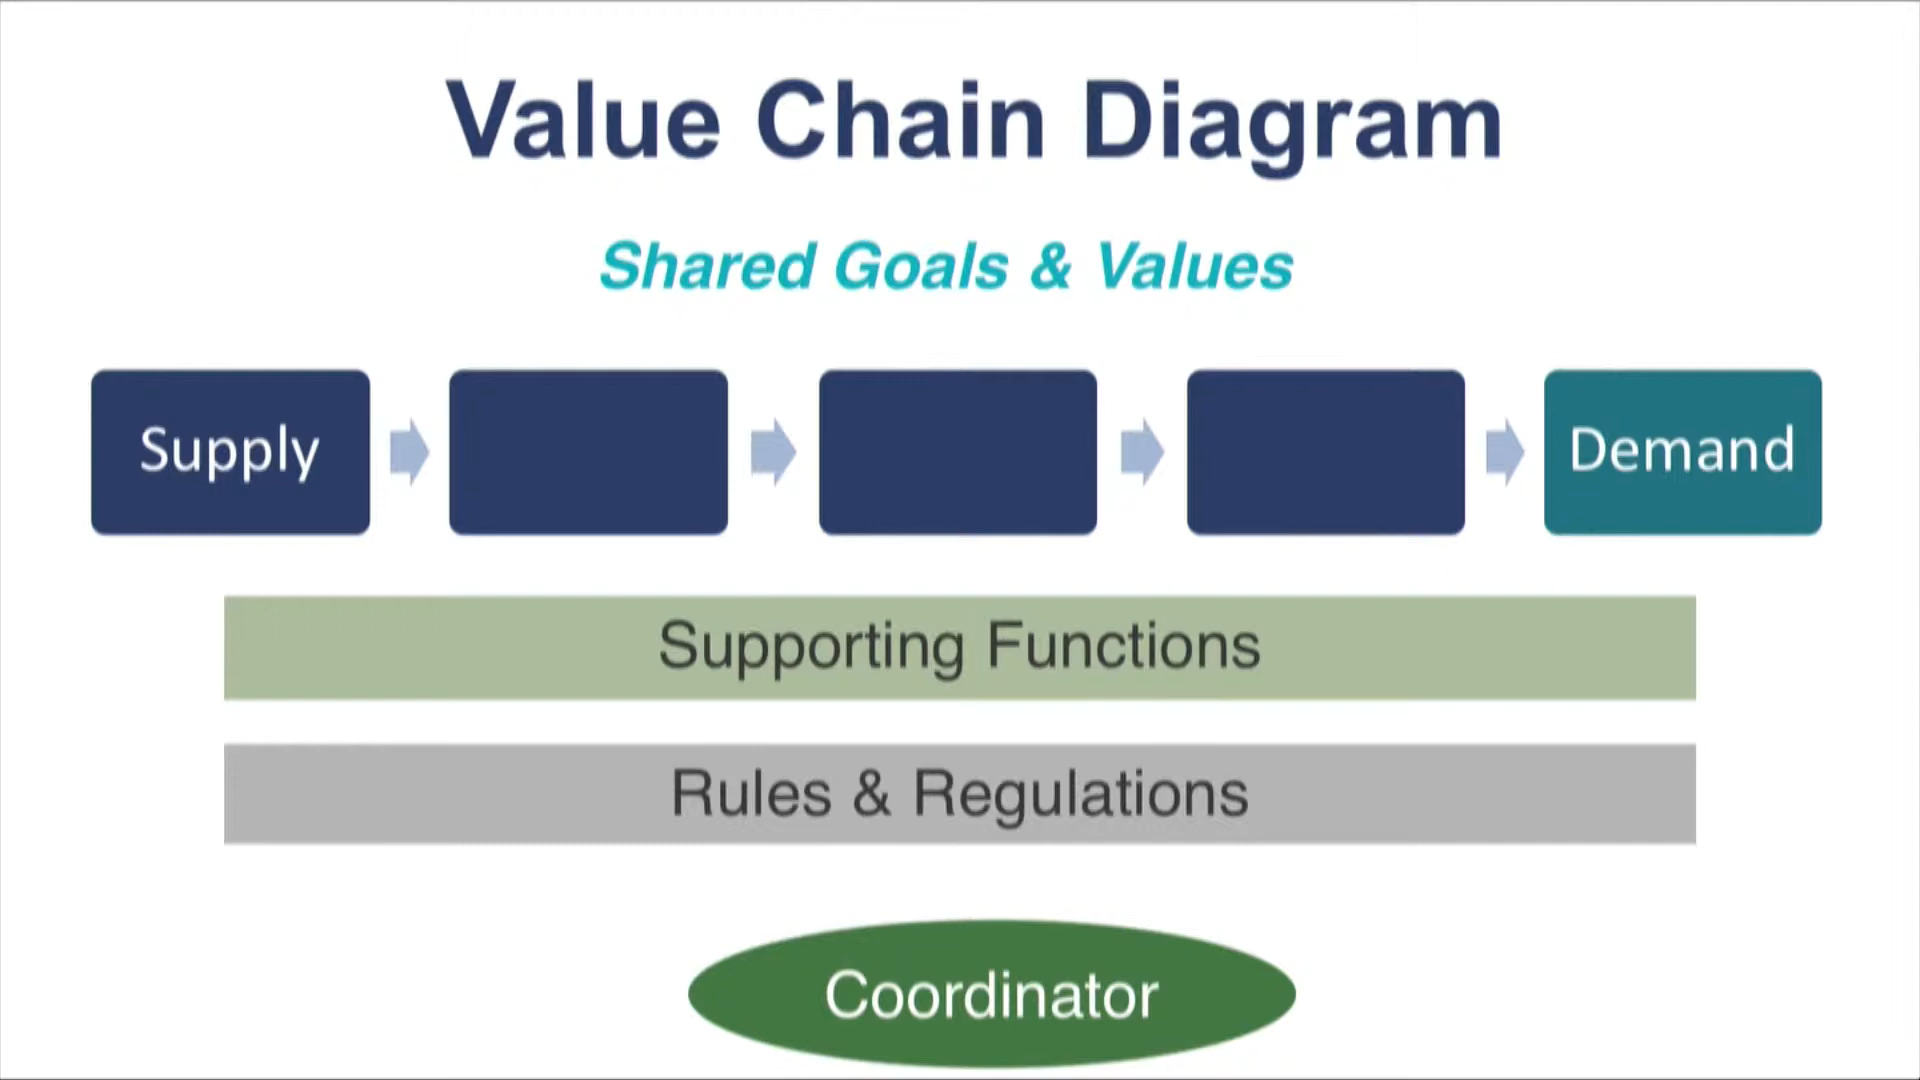 Value Chain Diagram
Shared Goals & Values
Supply
Demand
Supporting Functions
Rules & Regulations
Coordinator